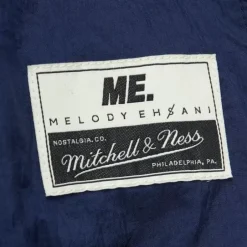 ME.
MELODY EHSANI
NOSTALGIA, CO.
Mitchell & Ness
PHILADELPHIA, PA.